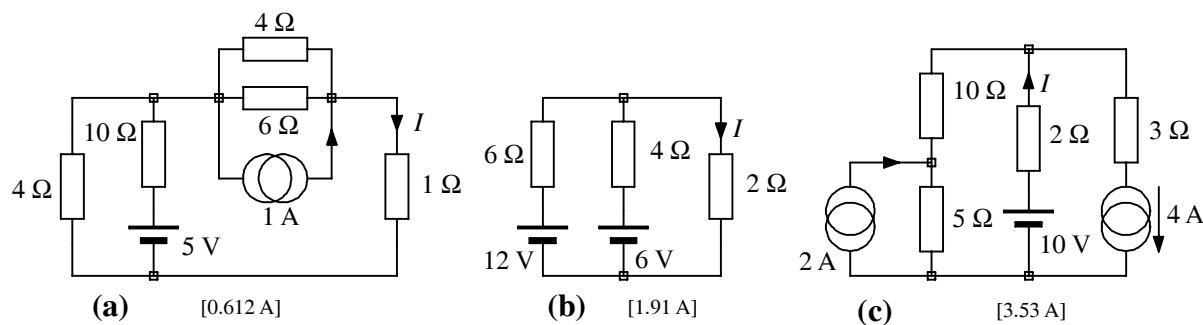 4 Ω
10 Ω
6 Ω
I
4 Ω
1 A
1 Ω
5 V
(a)
[0.612 A]
6 Ω
4 Ω
I
2 Ω
12 V
6 V
(b)
[1.91 A]
10 Ω
I
2 Ω
3 Ω
5 Ω
4 A
2 A
10 V
(c)
[3.53 A]